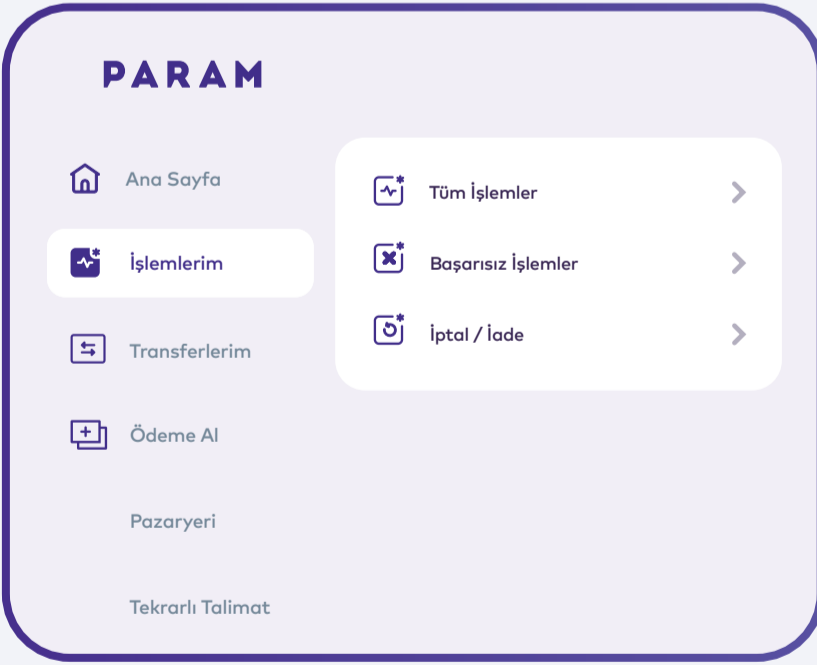 PARAM
Ana Sayfa
İşlemlerim
Transferlerim
Ödeme Al
Pazaryeri
Tekrarlı Talimat
Tüm İşlemler
Başarısız İşlemler
İptal / İade